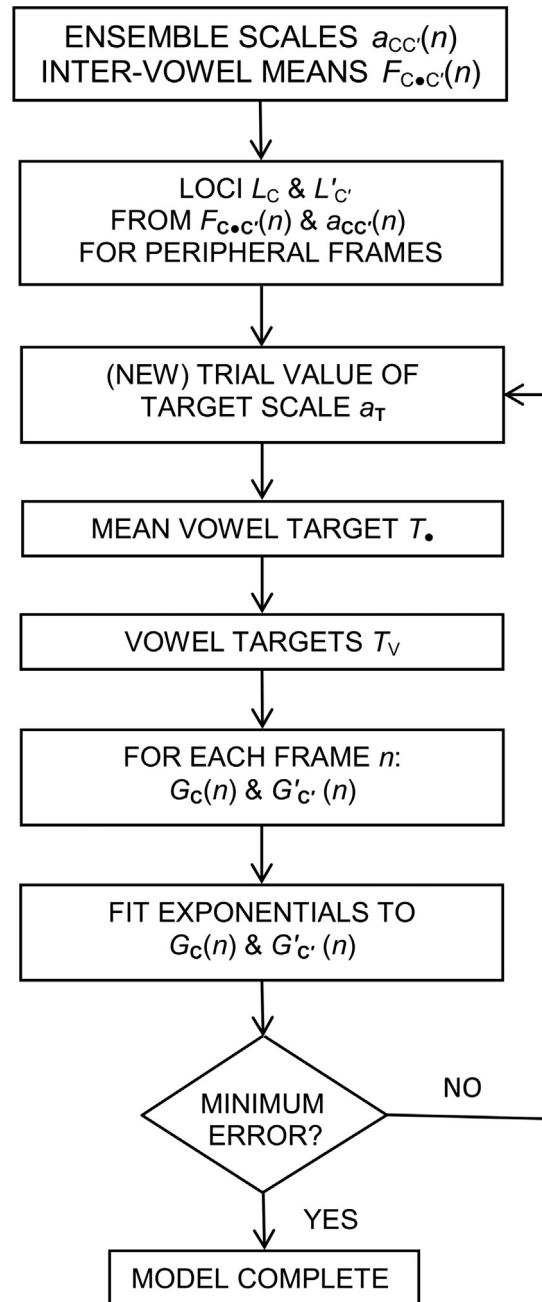 ENSEMBLE SCALES aCC′(n)
INTER-VOWEL MEANS FC•C′(n)
LOCI LC & L′C′
FROM FC•C′(n) & aCC′(n)
FOR PERIPHERAL FRAMES
(NEW) TRIAL VALUE OF
TARGET SCALE aT
MEAN VOWEL TARGET T•
VOWEL TARGETS TV
FOR EACH FRAME n:
GC(n) & G′C′ (n)
FIT EXPONENTIALS TO
GC(n) & G′C′ (n)
MINIMUM
ERROR?
NO
YES
MODEL COMPLETE